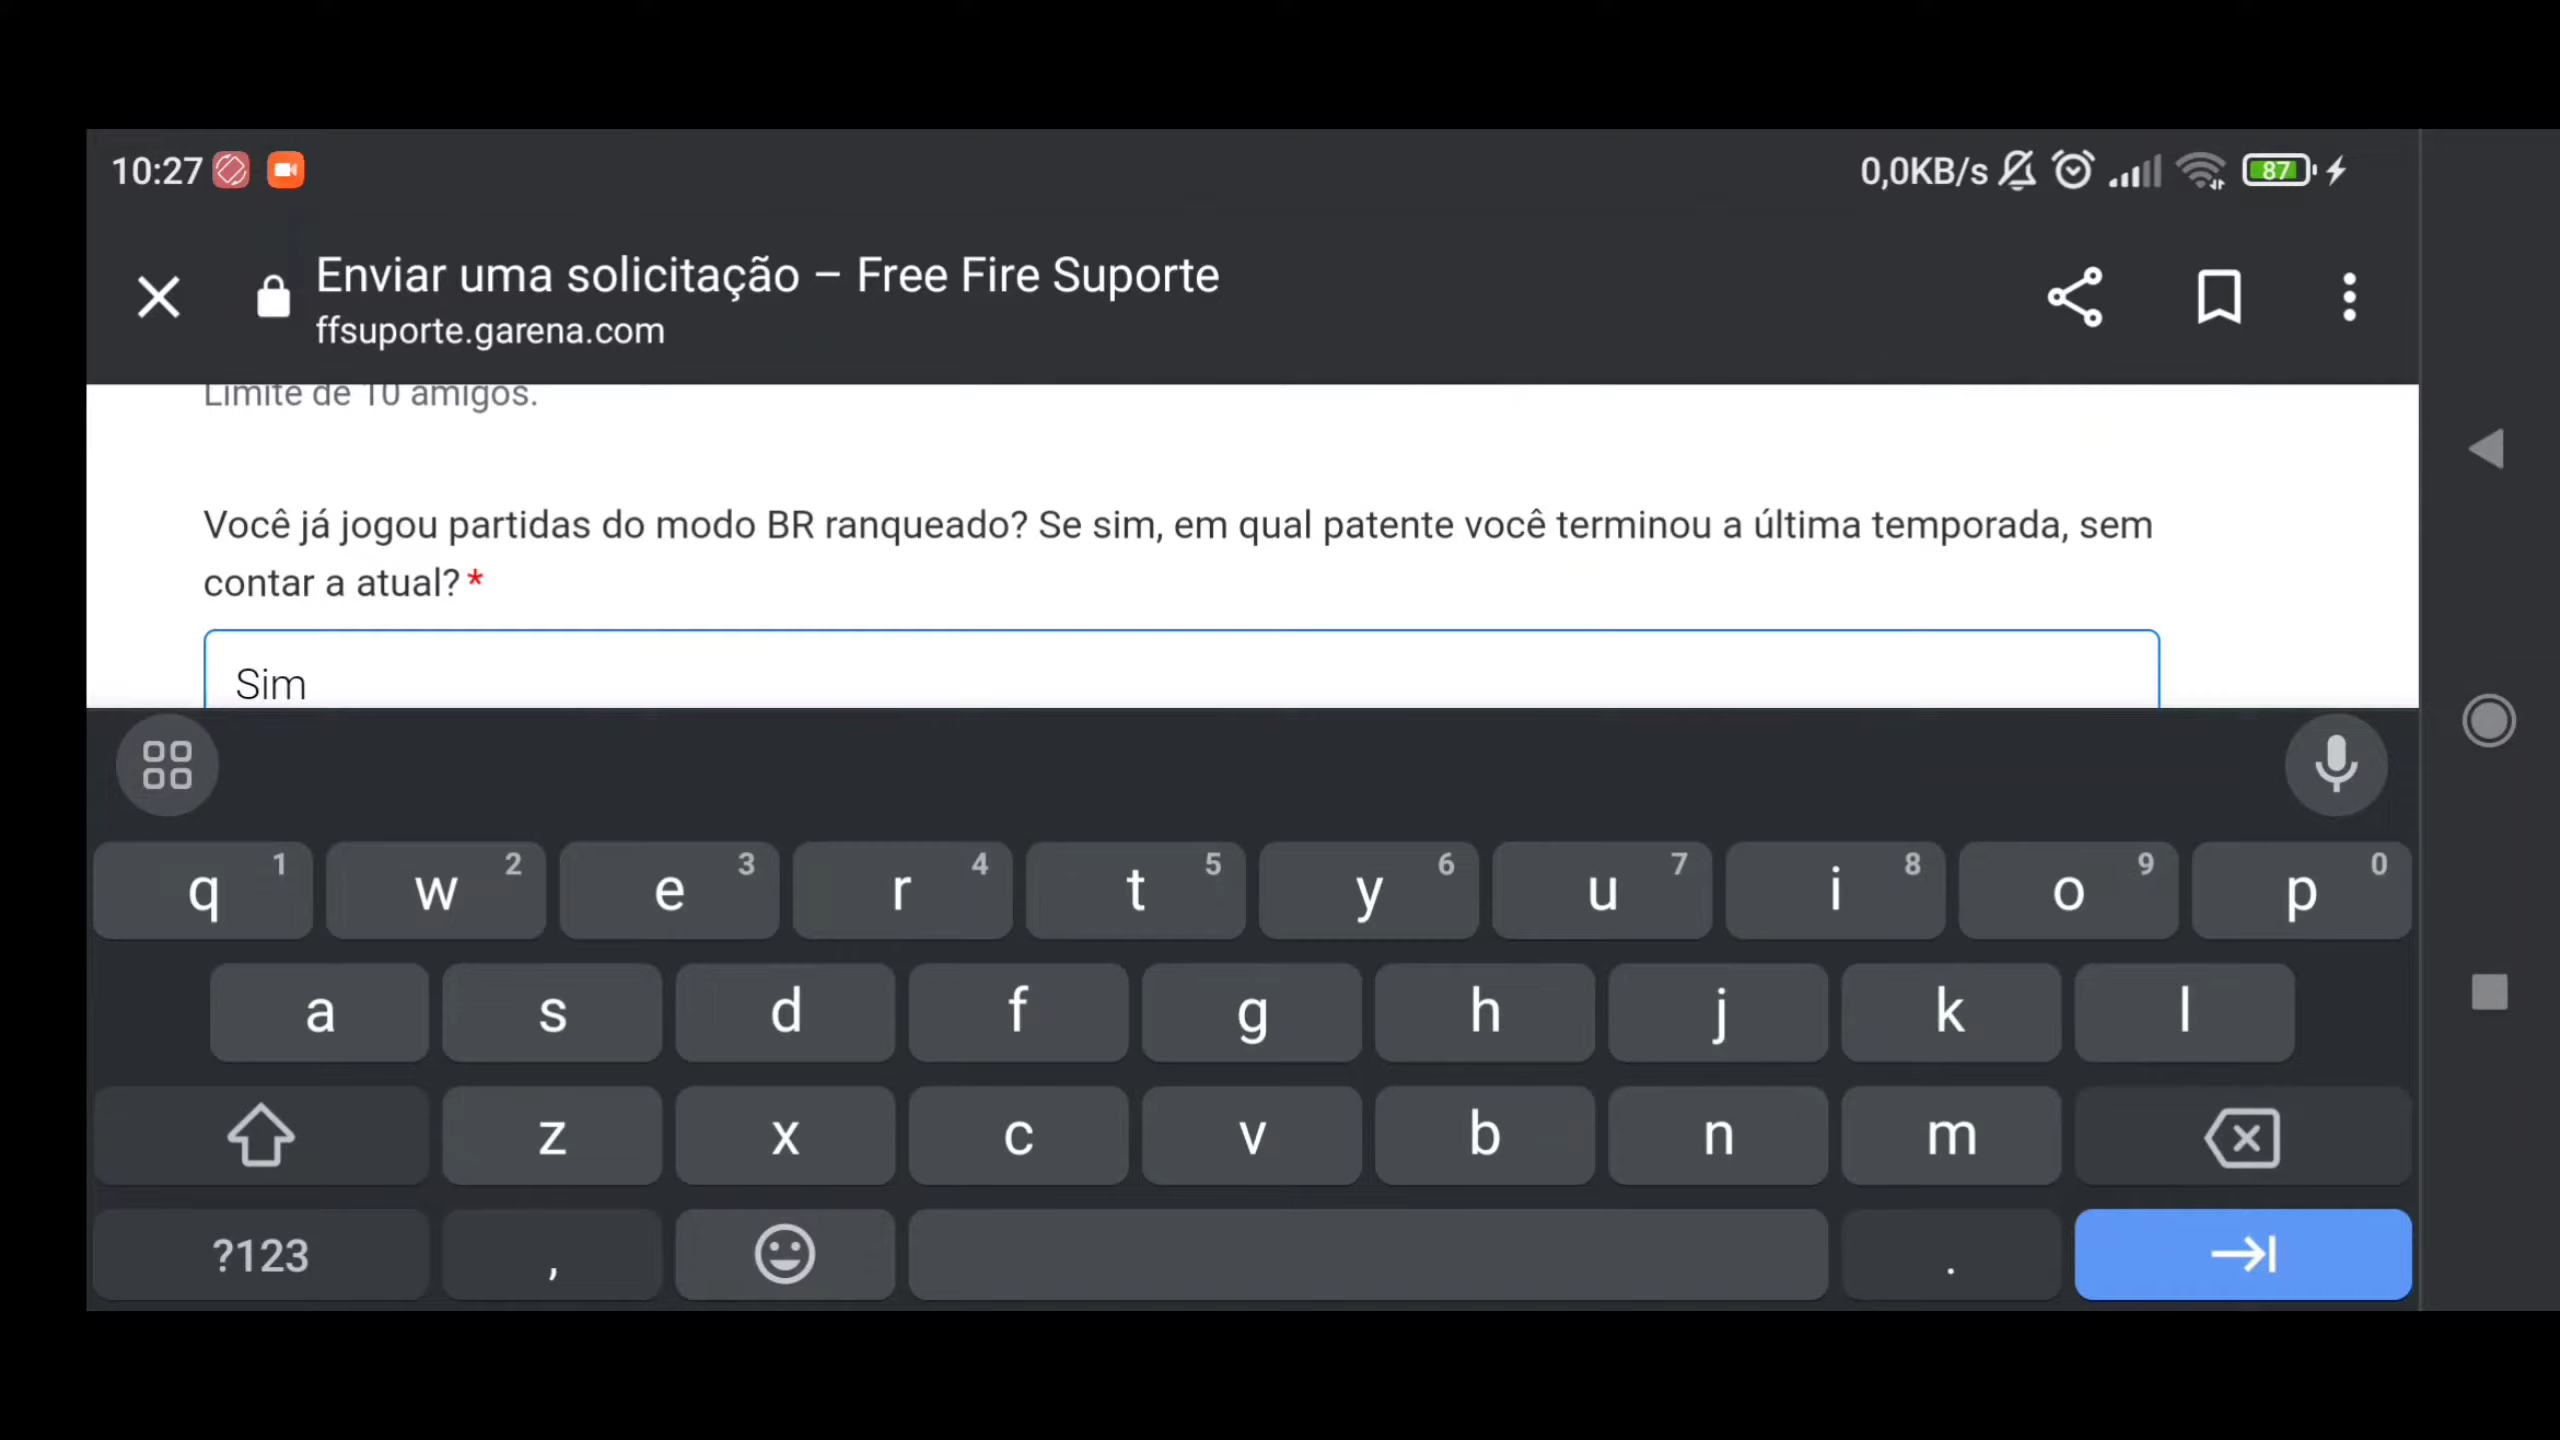 10:27 0,0KB/s 87
Enviar uma solicitação – Free Fire Suporte
ffsuporte.garena.com
Limite de 10 amigos.
Você já jogou partidas do modo BR ranqueado? Se sim, em qual patente você terminou a última temporada, sem
contar a atual? *
Sim
q 1 w 2 e 3 r 4 t 5 y 6 u 7 i 8 o 9 p 0
a s d f g h j k l
z x c v b n m
?123 , .